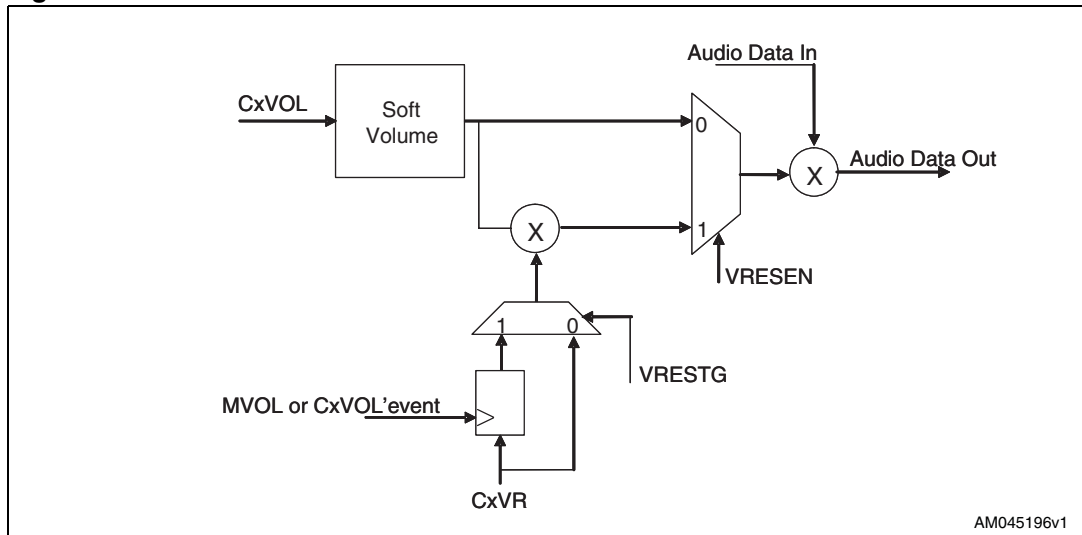 Audio Data In
CxVOL
Soft
Volume
0
Audio Data Out
X
X
1
VRESEN
1
0
VRESTG
MVOL or CxVOL'event
CxVR
AM045196v1